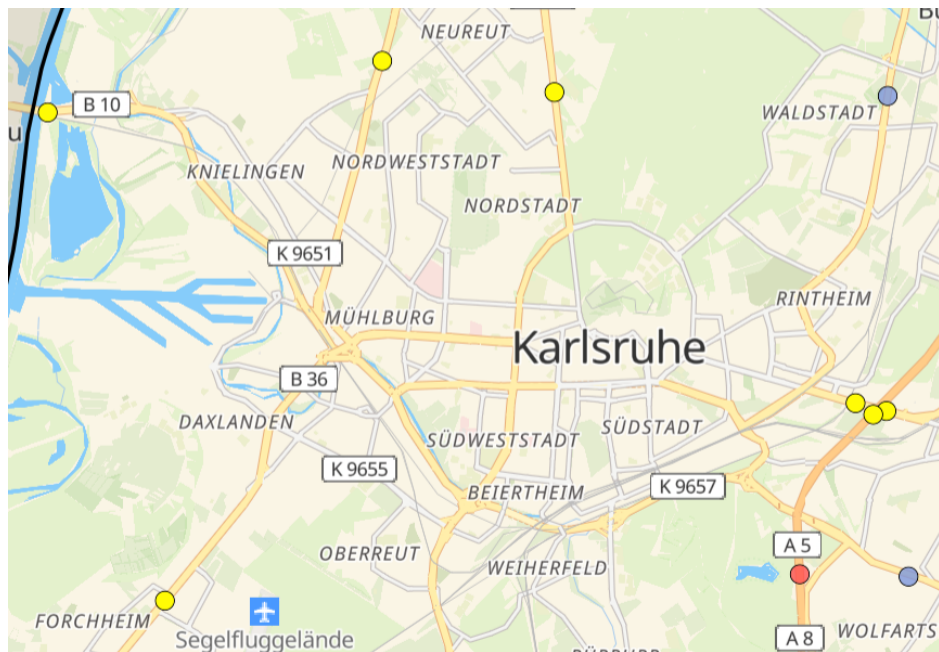 NEUREUT
B 10
WALDSTADT
u
KNIELINGEN
NORDWESTSTADT
NORDSTADT
K 9651
RINTHEIM
MÜHLBURG
Karlsruhe
B 36
DAXLANDEN
SÜDWESTSTADT
SÜDSTADT
K 9655
BEIERTHEIM
K 9657
OBERREUT
WEIHERFELD
A 5
FORCHHEIM
Segelfluggelände
A 8
WOLFARTS